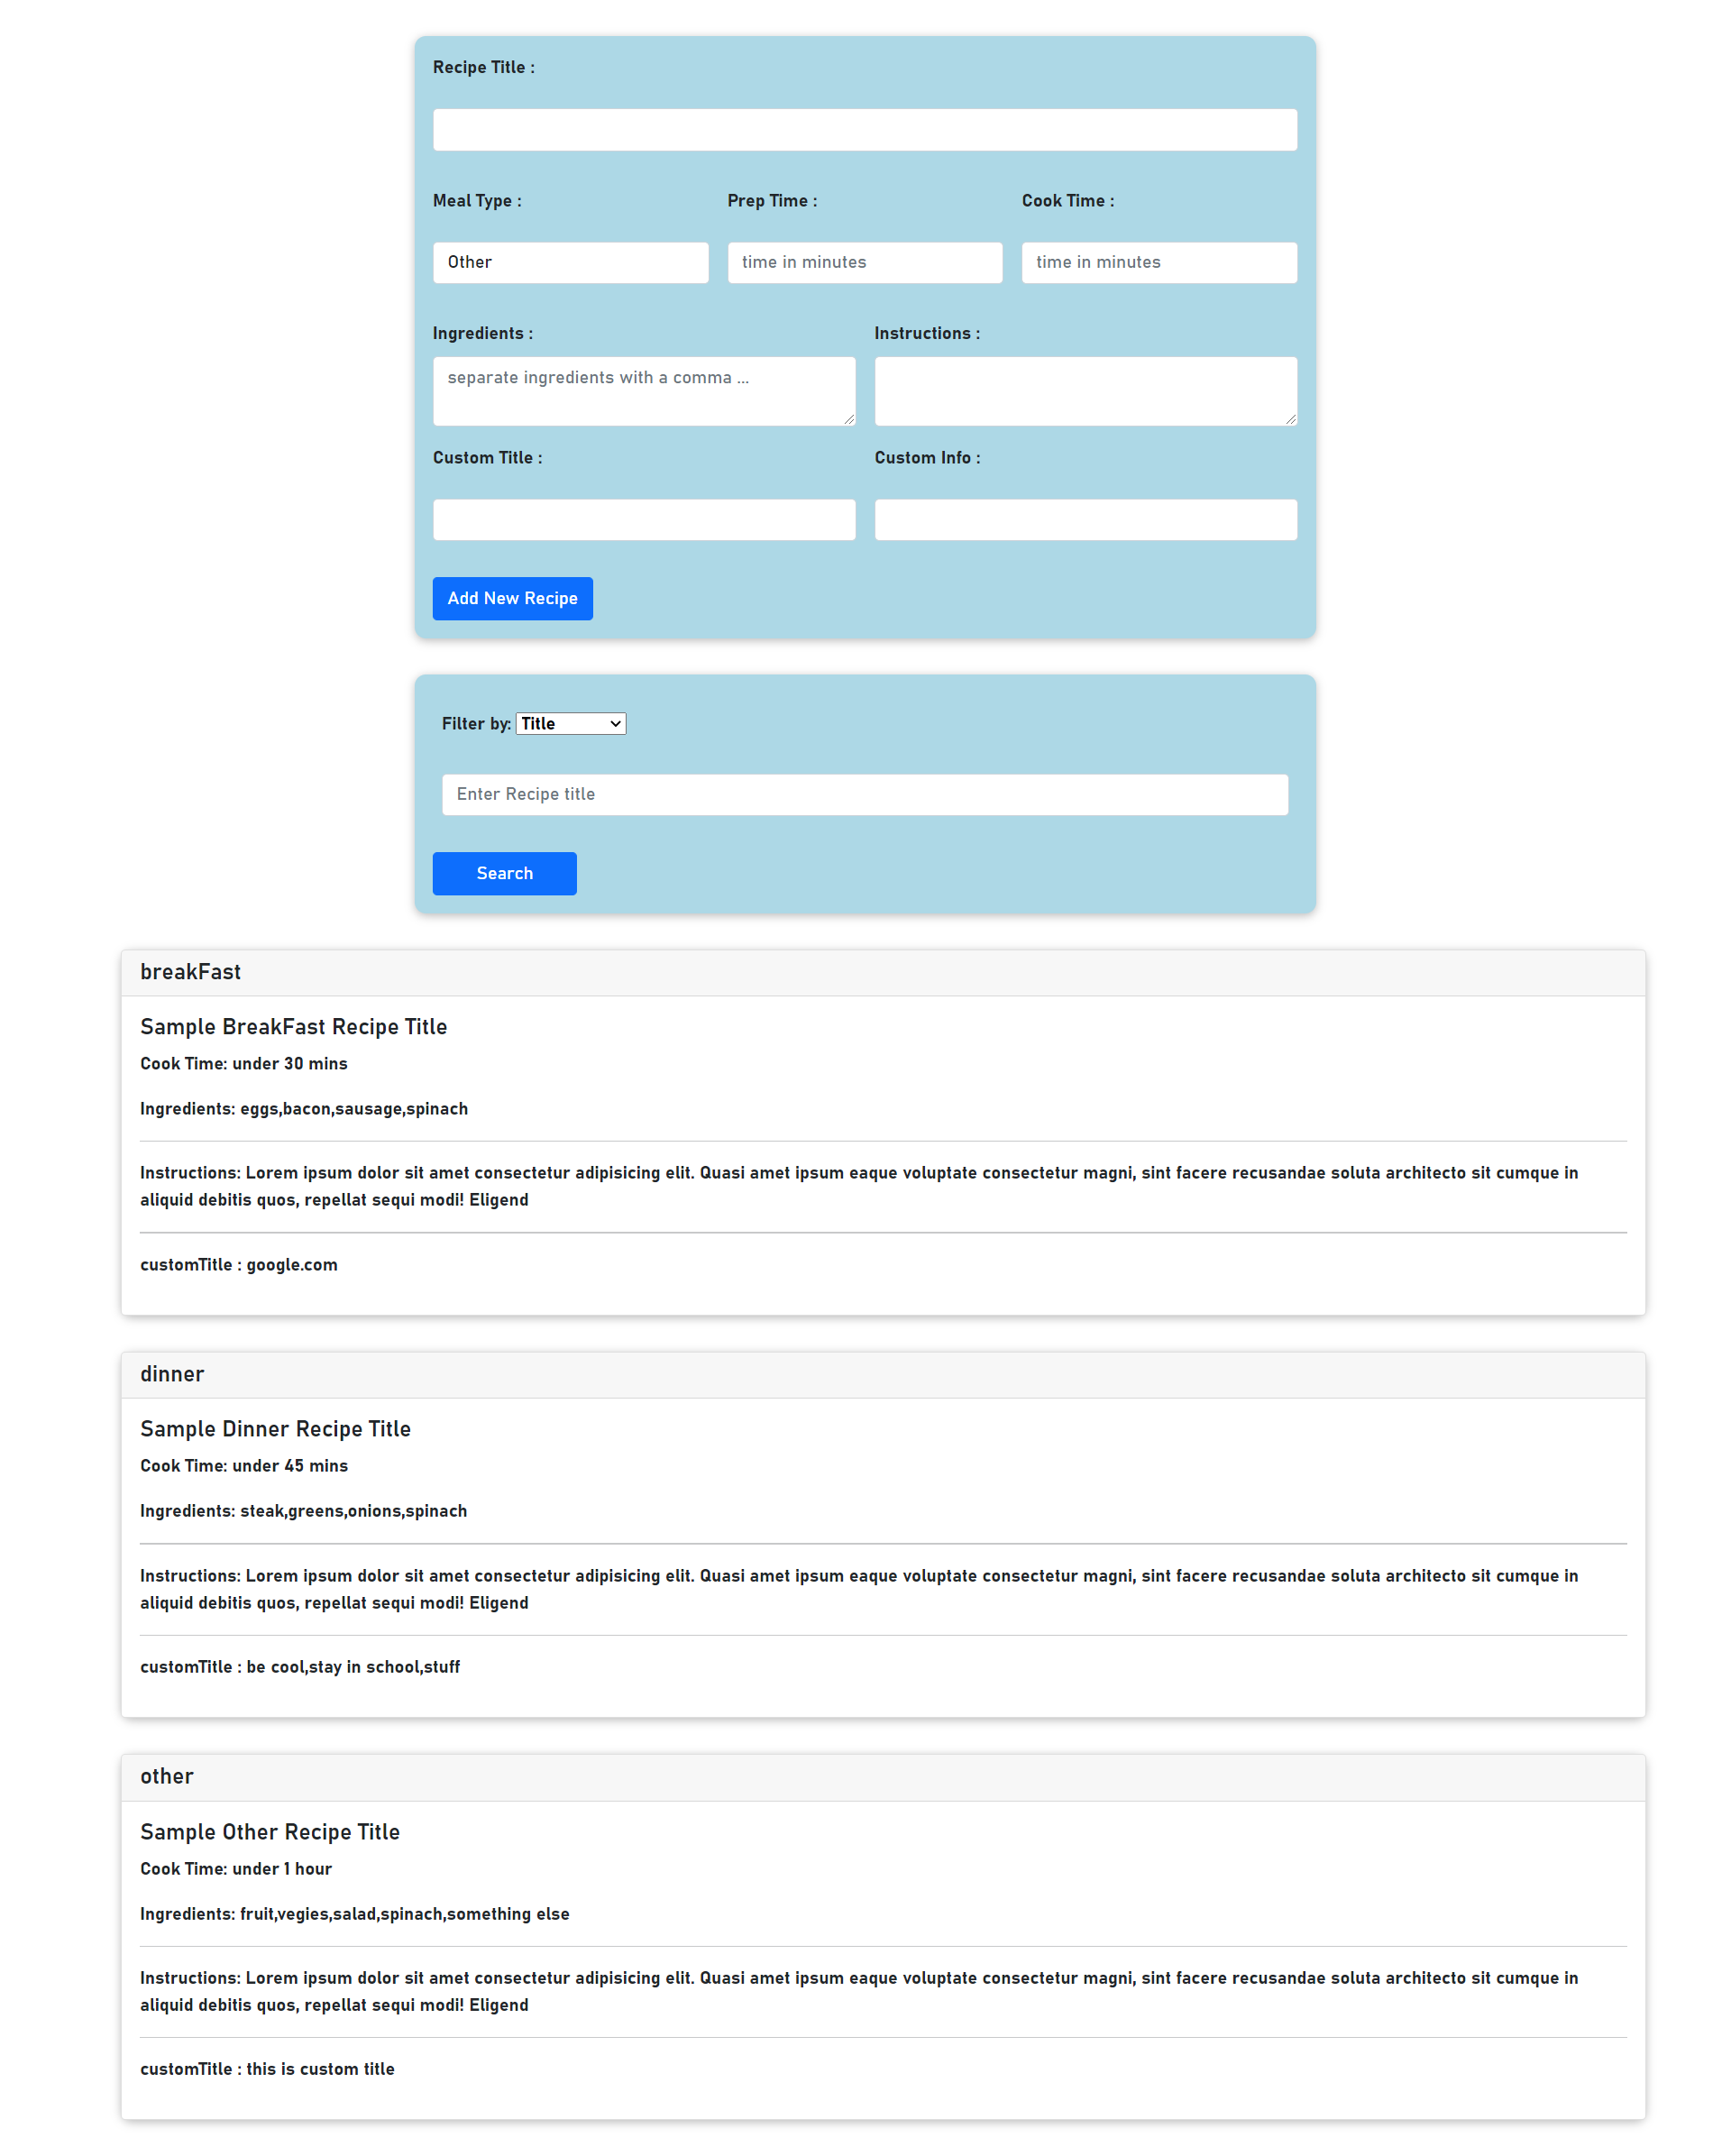 Recipe Title :
Meal Type : Prep Time : Cook Time :
Other time in minutes time in minutes
Ingredients : Instructions :
separate ingredients with a comma ...
Custom Title : Custom Info :
Add New Recipe
Filter by: Title
Enter Recipe title
Search
breakFast
Sample BreakFast Recipe Title
Cook Time: under 30 mins
Ingredients: eggs,bacon,sausage,spinach
Instructions: Lorem ipsum dolor sit amet consectetur adipisicing elit. Quasi amet ipsum eaque voluptate consectetur magni, sint facere recusandae soluta architecto sit cumque in
aliquid debitis quos, repellat sequi modi! Eligend
customTitle : google.com
dinner
Sample Dinner Recipe Title
Cook Time: under 45 mins
Ingredients: steak,greens,onions,spinach
Instructions: Lorem ipsum dolor sit amet consectetur adipisicing elit. Quasi amet ipsum eaque voluptate consectetur magni, sint facere recusandae soluta architecto sit cumque in
aliquid debitis quos, repellat sequi modi! Eligend
customTitle : be cool,stay in school,stuff
other
Sample Other Recipe Title
Cook Time: under 1 hour
Ingredients: fruit,vegies,salad,spinach,something else
Instructions: Lorem ipsum dolor sit amet consectetur adipisicing elit. Quasi amet ipsum eaque voluptate consectetur magni, sint facere recusandae soluta architecto sit cumque in
aliquid debitis quos, repellat sequi modi! Eligend
customTitle : this is custom title